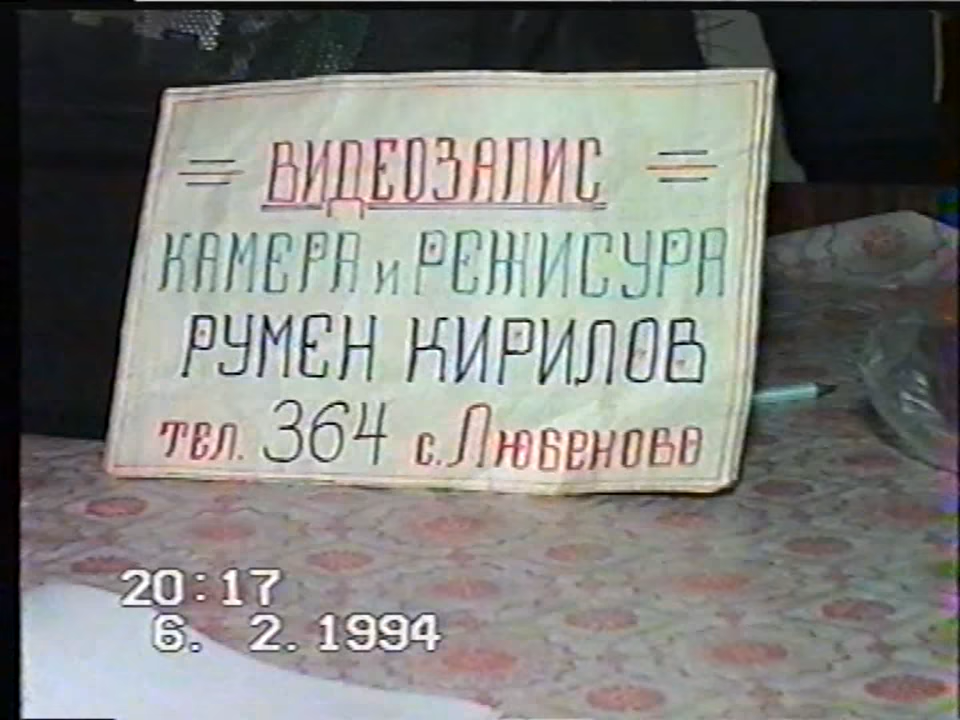 = ВИДЕОЗАПИС =
КАМЕРА и РЕЖИСУРА
РУМЕН КИРИЛОВ
тел. 364 с. Любеново
20:17
6. 2. 1994